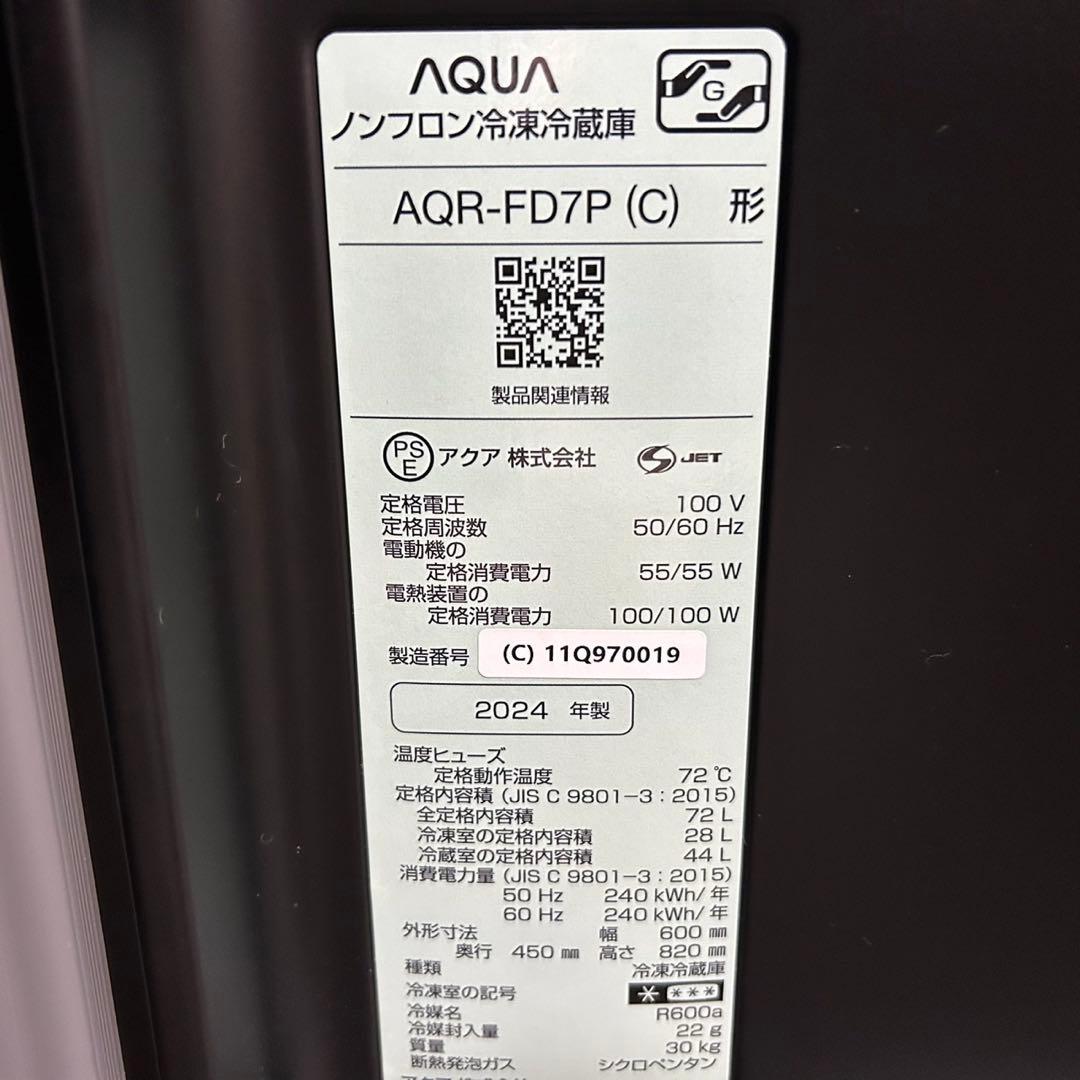 AQUA
G
ノンフロン冷凍冷蔵庫
AQR-FD7P (C) 形
製品関連情報
PS
E
アクア 株式会社 S JET
定格電圧 100 V
定格周波数 50/60 Hz
電動機の
定格消費電力 55/55 W
電熱装置の
定格消費電力 100/100 W
製造番号 (C) 11Q970019
2024 年製
温度ヒューズ
定格動作温度 72 ℃
定格内容積 (JIS C 9801-3:2015)
全定格内容積 72 L
冷凍室の定格内容積 28 L
冷蔵室の定格内容積 44 L
消費電力量 (JIS C 9801-3:2015)
50 Hz 240 kWh/年
60 Hz 240 kWh/年
外形寸法 幅 600 ㎜
奥行 450 ㎜ 高さ 820 ㎜
種類 冷凍冷蔵庫
冷凍室の記号 * ***
冷媒名 R600a
冷媒封入量 22 g
質量 30 kg
断熱発泡ガス シクロペンタン